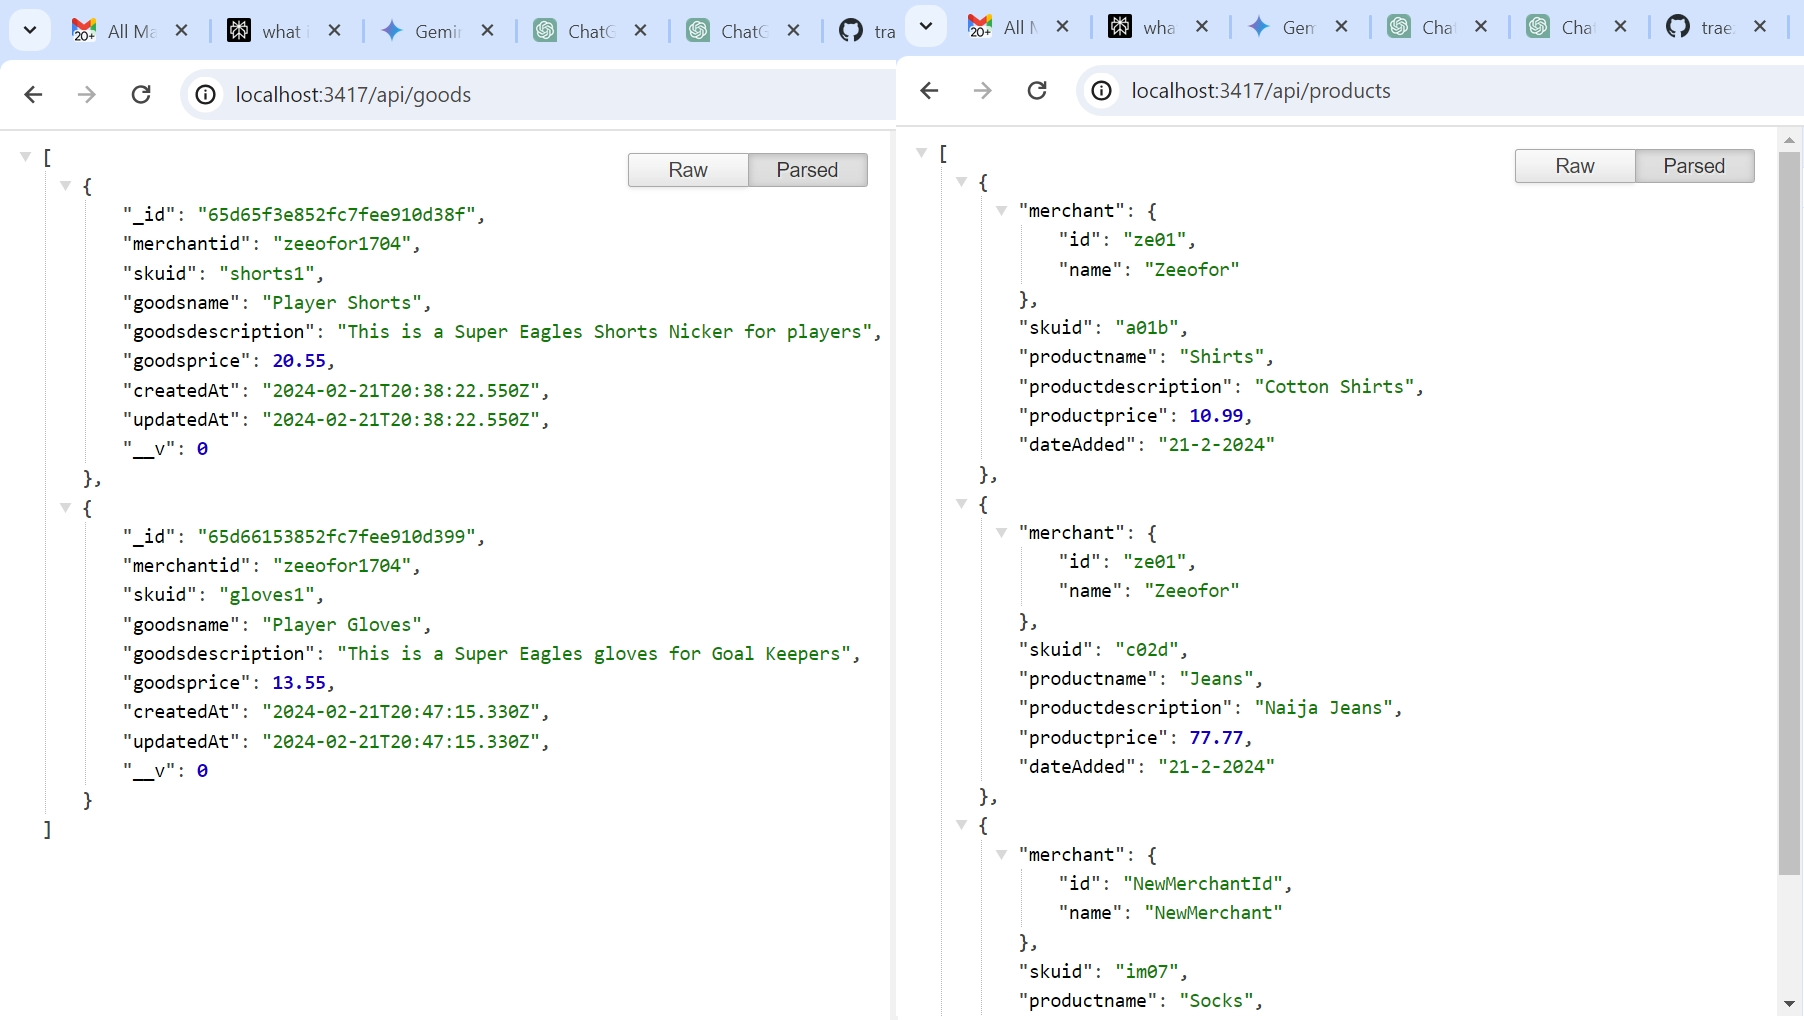 20+ All Ma
what i
Gemin
ChatG
ChatG
tra
localhost:3417/api/goods
Raw Parsed
[
{
"_id": "65d65f3e852fc7fee910d38f",
"merchantid": "zeeofor1704",
"skuid": "shorts1",
"goodsname": "Player Shorts",
"goodsdescription": "This is a Super Eagles Shorts Nicker for players",
"goodsprice": 20.55,
"createdAt": "2024-02-21T20:38:22.550Z",
"updatedAt": "2024-02-21T20:38:22.550Z",
"__v": 0
},
{
"_id": "65d66153852fc7fee910d399",
"merchantid": "zeeofor1704",
"skuid": "gloves1",
"goodsname": "Player Gloves",
"goodsdescription": "This is a Super Eagles gloves for Goal Keepers",
"goodsprice": 13.55,
"createdAt": "2024-02-21T20:47:15.330Z",
"updatedAt": "2024-02-21T20:47:15.330Z",
"__v": 0
}
]
20+ All M
wha
Gem
Chat
Chat
trae
localhost:3417/api/products
Raw Parsed
[
{
"merchant": {
"id": "ze01",
"name": "Zeeofor"
},
"skuid": "a01b",
"productname": "Shirts",
"productdescription": "Cotton Shirts",
"productprice": 10.99,
"dateAdded": "21-2-2024"
},
{
"merchant": {
"id": "ze01",
"name": "Zeeofor"
},
"skuid": "c02d",
"productname": "Jeans",
"productdescription": "Naija Jeans",
"productprice": 77.77,
"dateAdded": "21-2-2024"
},
{
"merchant": {
"id": "NewMerchantId",
"name": "NewMerchant"
},
"skuid": "im07",
"productname": "Socks",